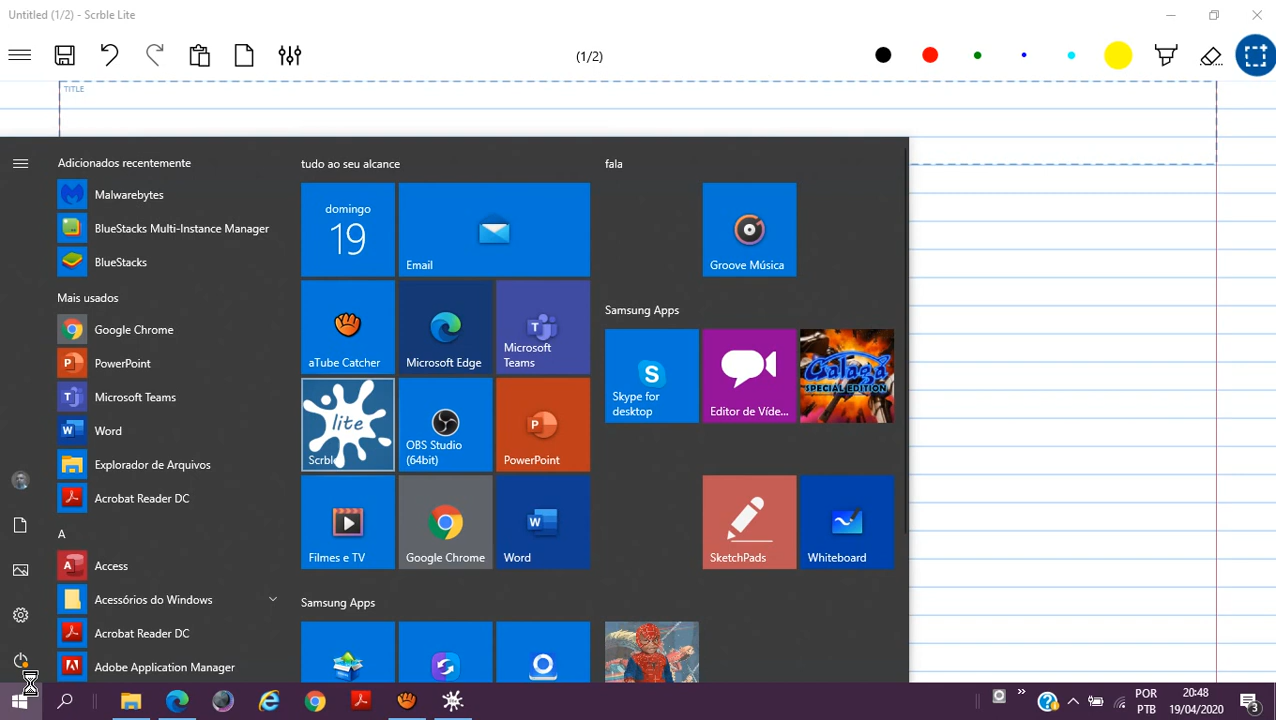 Untitled (1/2) - Scrble Lite
(1/2)
TITLE
Adicionados recentemente
Malwarebytes
BlueStacks Multi-Instance Manager
BlueStacks
Mais usados
Google Chrome
PowerPoint
Microsoft Teams
Word
Explorador de Arquivos
Acrobat Reader DC
A
Access
Acessórios do Windows
Acrobat Reader DC
Adobe Application Manager
tudo ao seu alcance
domingo
19
Email
aTube Catcher
Microsoft Edge
Microsoft
Teams
lite
OBS Studio
(64bit)
PowerPoint
Filmes e TV
Google Chrome
Word
Samsung Apps
fala
Groove Música
Samsung Apps
Skype for
desktop
Editor de Víde...
Galaga
SPECIAL EDITION
SketchPads
Whiteboard
POR
PTB
20:48
19/04/2020
3